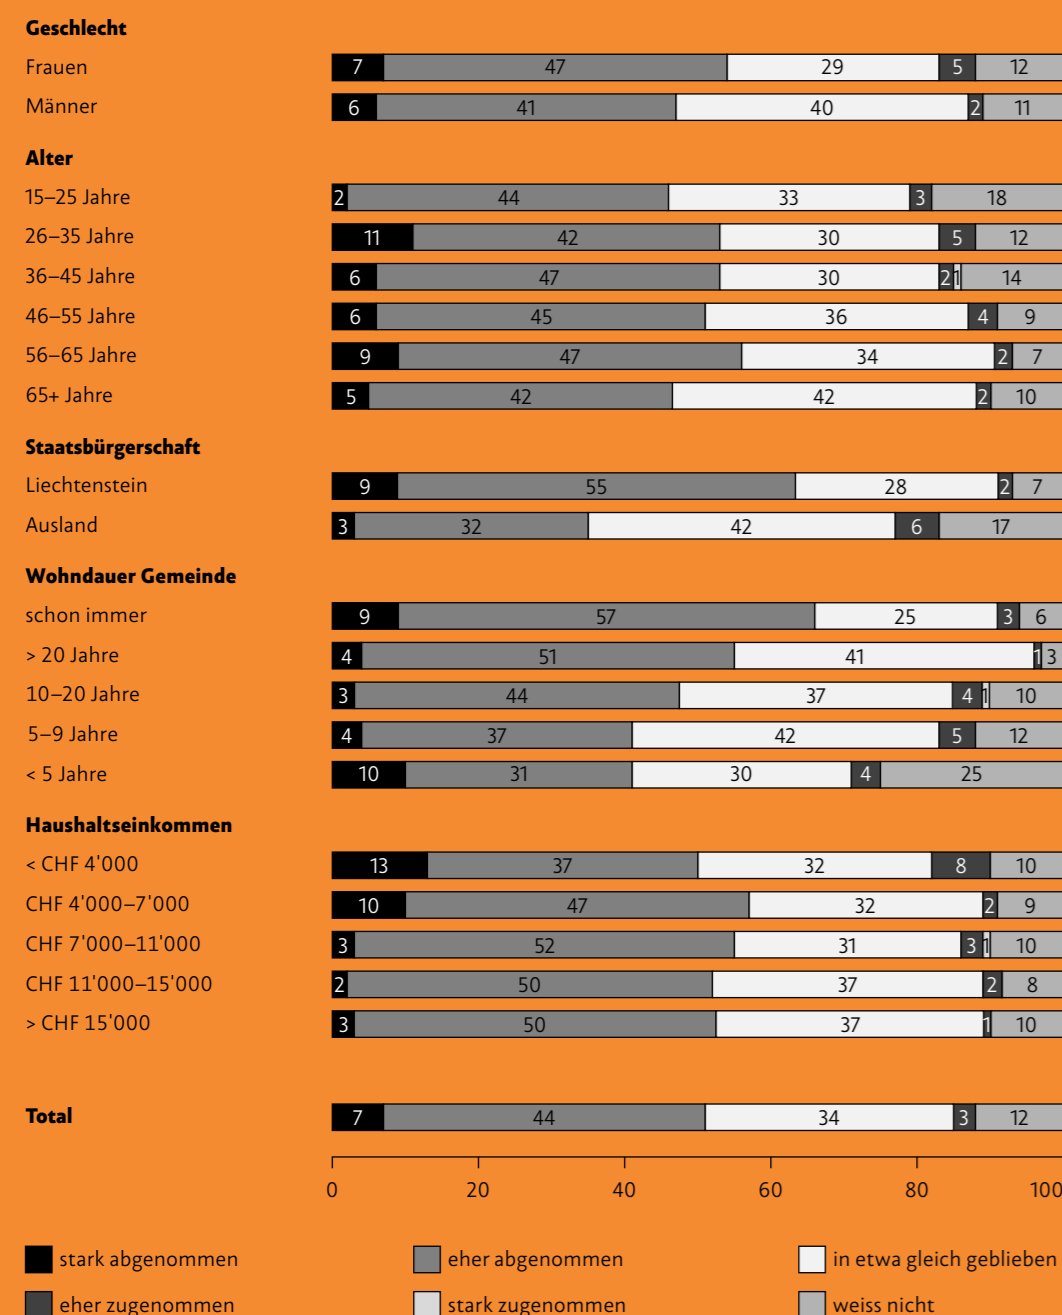 Geschlecht
Frauen 7 47 29 5 12
Männer 6 41 40 2 11
Alter
15–25 Jahre 2 44 33 3 18
26–35 Jahre 11 42 30 5 12
36–45 Jahre 6 47 30 2 1 14
46–55 Jahre 6 45 36 4 9
56–65 Jahre 9 47 34 2 7
65+ Jahre 5 42 42 2 10
Staatsbürgerschaft
Liechtenstein 9 55 28 2 7
Ausland 3 32 42 6 17
Wohndauer Gemeinde
schon immer 9 57 25 3 6
> 20 Jahre 4 51 41 1 3
10–20 Jahre 3 44 37 4 1 10
5–9 Jahre 4 37 42 5 12
< 5 Jahre 10 31 30 4 25
Haushaltseinkommen
< CHF 4'000 13 37 32 8 10
CHF 4'000–7'000 10 47 32 2 9
CHF 7'000–11'000 3 52 31 3 1 10
CHF 11'000–15'000 2 50 37 2 8
> CHF 15'000 3 50 37 1 10
Total 7 44 34 3 12
0 20 40 60 80 100
stark abgenommen eher abgenommen in etwa gleich geblieben
eher zugenommen stark zugenommen weiss nicht